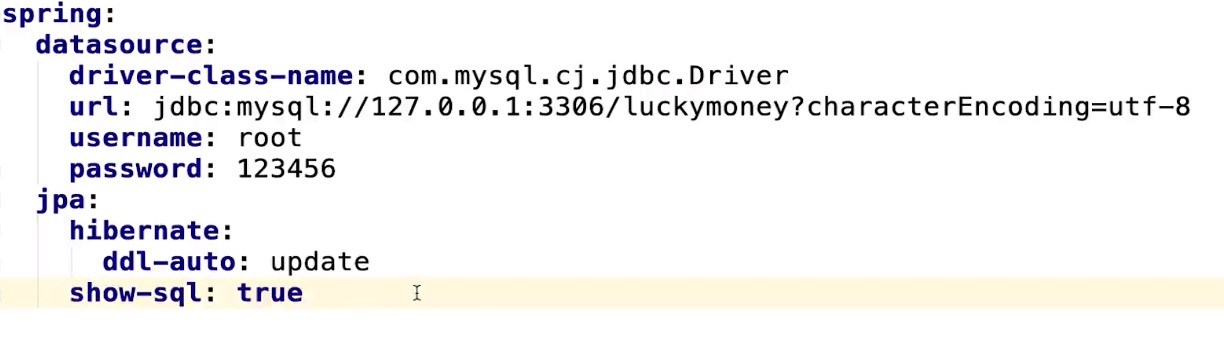 spring:
  datasource:
    driver-class-name: com.mysql.cj.jdbc.Driver
    url: jdbc:mysql://127.0.0.1:3306/luckymoney?characterEncoding=utf-8
    username: root
    password: 123456
  jpa:
    hibernate:
      ddl-auto: update
    show-sql: true